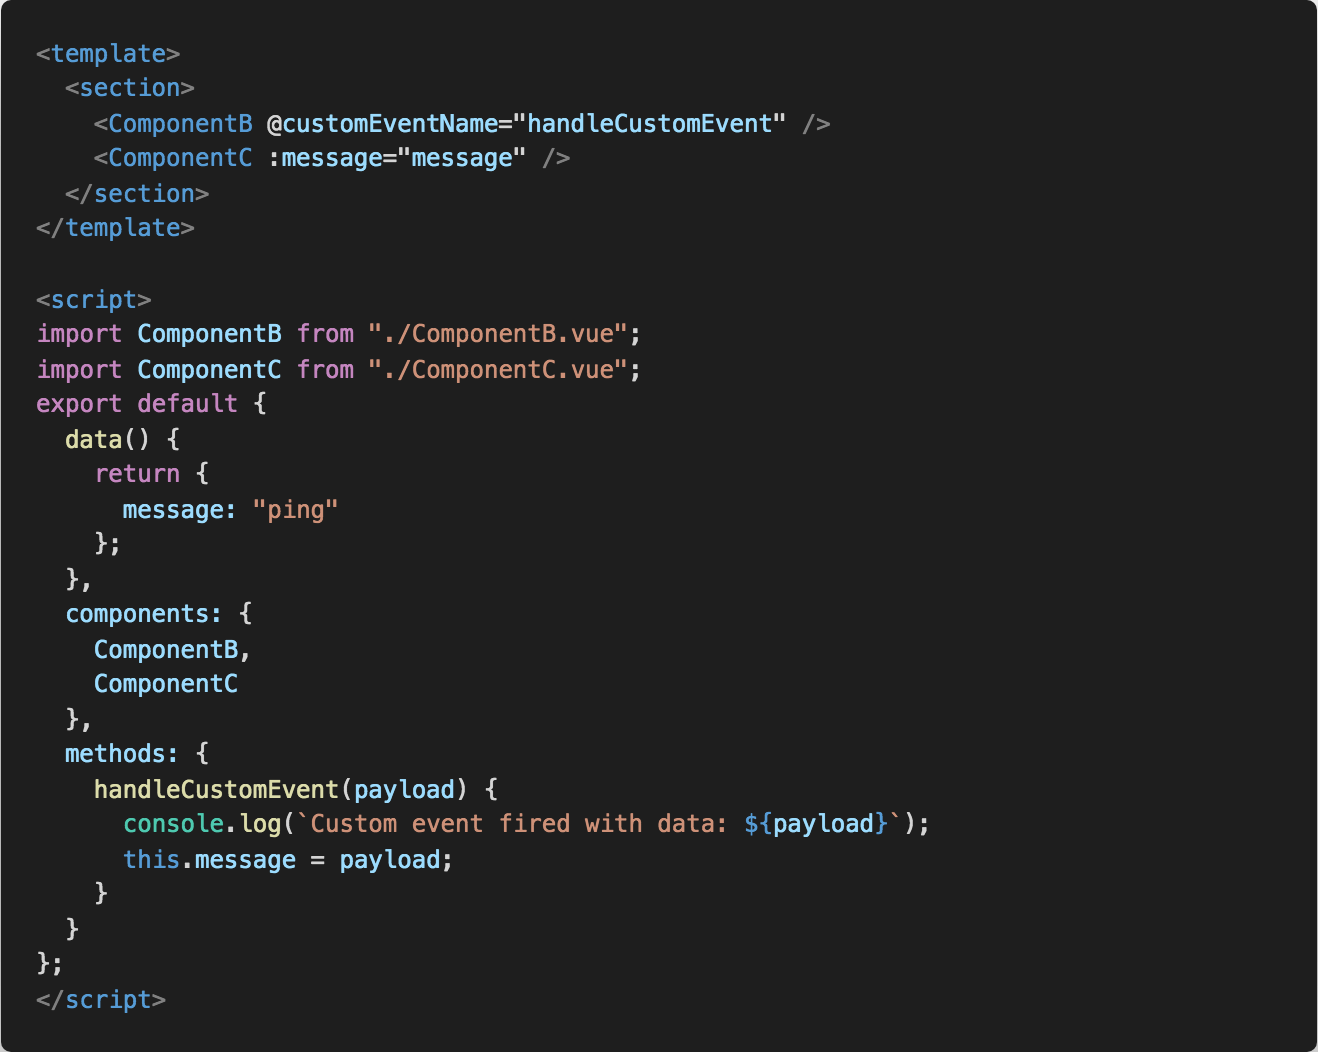 <template>
  <section>
    <ComponentB @customEventName="handleCustomEvent" />
    <ComponentC :message="message" />
  </section>
</template>

<script>
import ComponentB from "./ComponentB.vue";
import ComponentC from "./ComponentC.vue";
export default {
  data() {
    return {
      message: "ping"
    };
  },
  components: {
    ComponentB,
    ComponentC
  },
  methods: {
    handleCustomEvent(payload) {
      console.log(`Custom event fired with data: ${payload}`);
      this.message = payload;
    }
  }
};
</script>